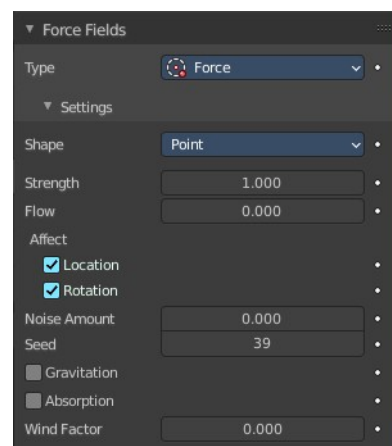 Force Fields
Type Force
Settings
Shape Point
Strength 1.000
Flow 0.000
Affect
Location
Rotation
Noise Amount 0.000
Seed 39
Gravitation
Absorption
Wind Factor 0.000